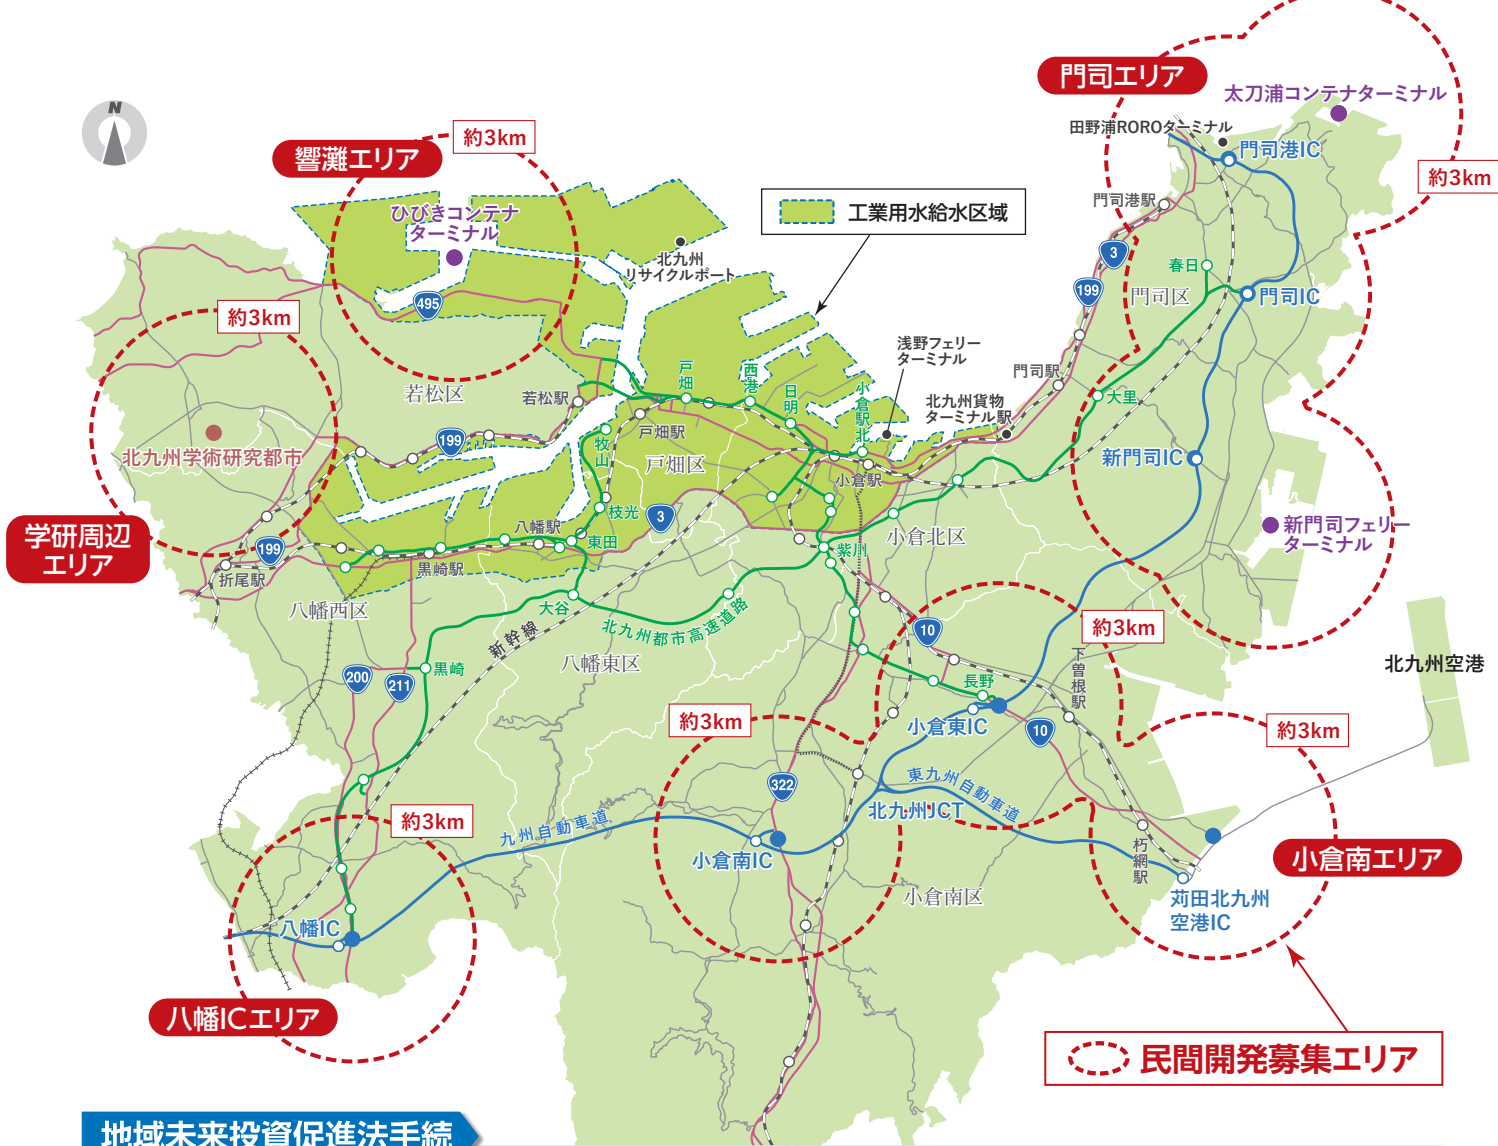 門司エリア
太刀浦コンテナターミナル
田野浦ROROターミナル
門司港IC
約3km
響灘エリア
約3km
N
ひびきコンテナ
ターミナル
工業用水給水区域
門司港駅
北九州
リサイクルポート
3
春日
199
門司区
門司IC
495
約3km
浅野フェリー
ターミナル
門司駅
戸畑
西港
日明
小倉駅北
若松区
若松駅
北九州貨物
ターミナル駅
大里
199
戸畑駅
牧山
北九州学術研究都市
戸畑区
小倉駅
新門司IC
学研周辺
エリア
枝光
3
八幡駅
東田
199
黒崎駅
折尾駅
小倉北区
紫川
新門司フェリー
ターミナル
八幡西区
大谷
北九州都市高速道路
新幹線
10
約3km
八幡東区
下曽根駅
北九州空港
黒崎
200
211
長野
約3km
小倉東IC
10
約3km
322
東九州自動車道
北九州JCT
約3km
九州自動車道
小倉南IC
朽網駅
小倉南エリア
小倉南区
苅田北九州
空港IC
八幡IC
八幡ICエリア
民間開発募集エリア
地域未来投資促進法手続